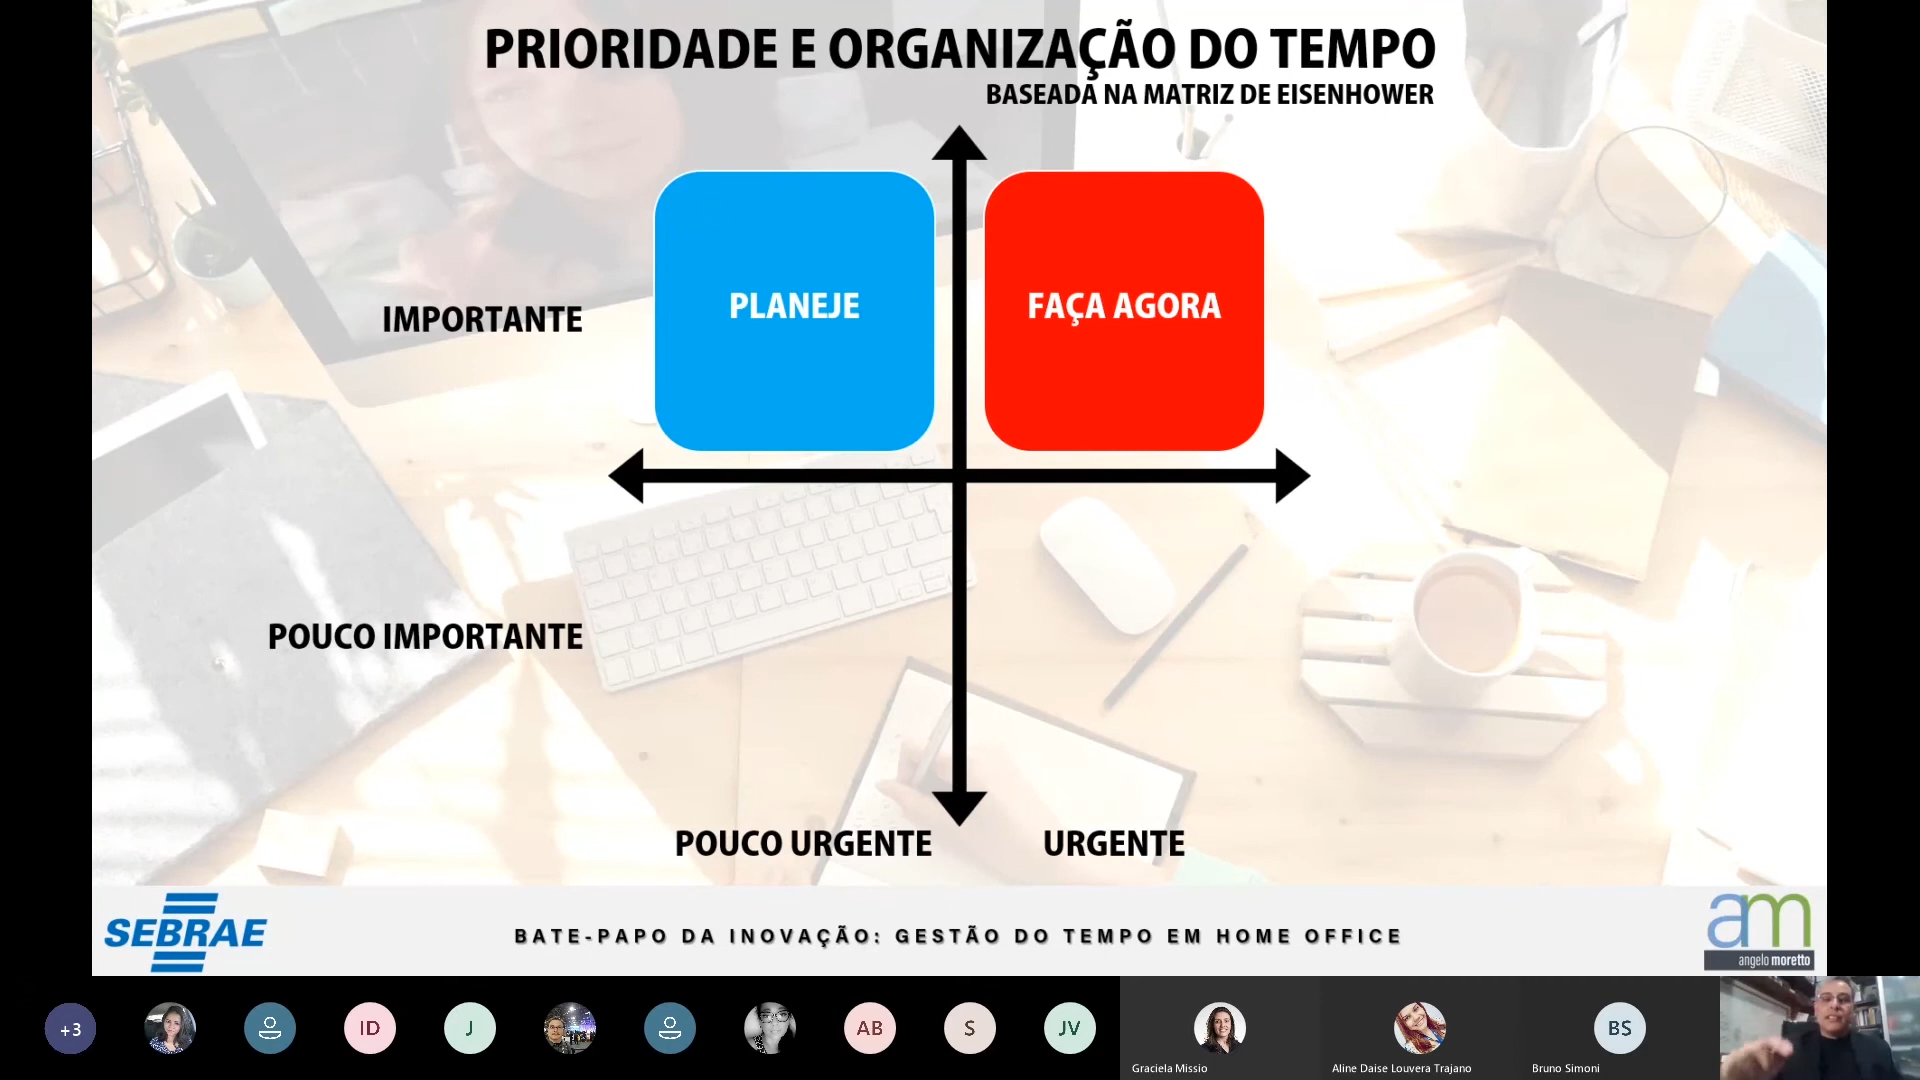 PRIORIDADE E ORGANIZAÇÃO DO TEMPO
BASEADA NA MATRIZ DE EISENHOWER
PLANEJE
FAÇA AGORA
IMPORTANTE
POUCO IMPORTANTE
POUCO URGENTE
URGENTE
SEBRAE
BATE-PAPO DA INOVAÇÃO: GESTÃO DO TEMPO EM HOME OFFICE
am
angelo moretto
+3
ID
J
AB
S
JV
BS
Graciela Missio
Aline Daise Louvera Trajano
Bruno Simoni